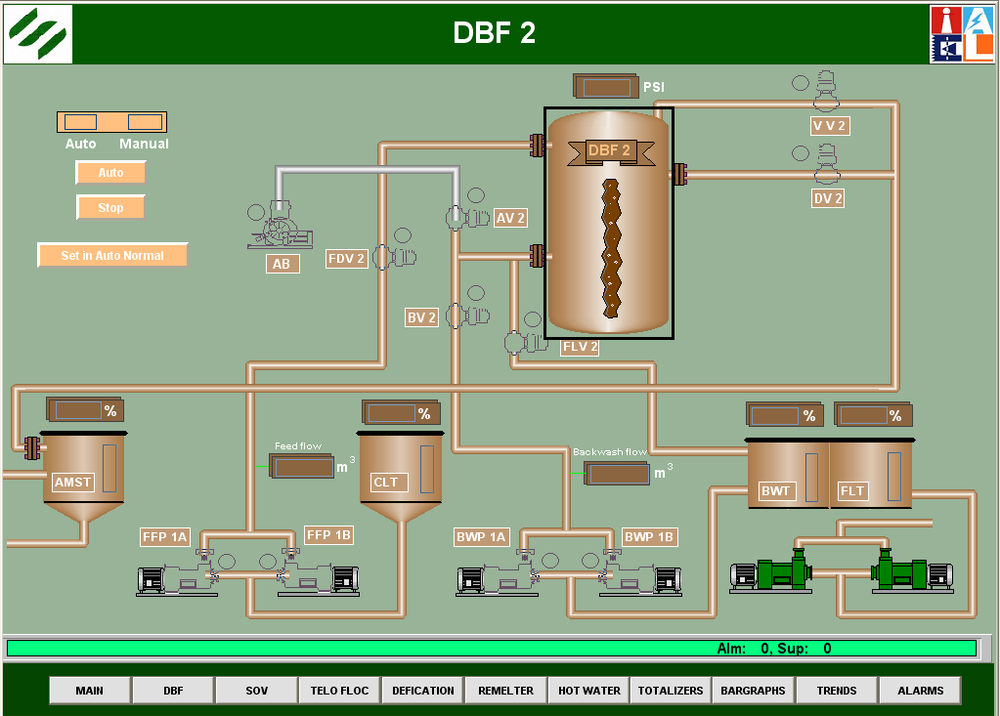 DBF 2
PSI
V V 2
Auto Manual
DBF 2
Auto
DV 2
Stop
AV 2
Set in Auto Normal
AB
FDV 2
BV 2
FLV 2
%
%
%
%
Feed flow
m 3
Backwash flow
m 3
AMST
CLT
BWT
FLT
FFP 1A
FFP 1B
BWP 1A
BWP 1B
Alm: 0, Sup: 0
MAIN
DBF
SOV
TELO FLOC
DEFICATION
REMELTER
HOT WATER
TOTALIZERS
BARGRAPHS
TRENDS
ALARMS